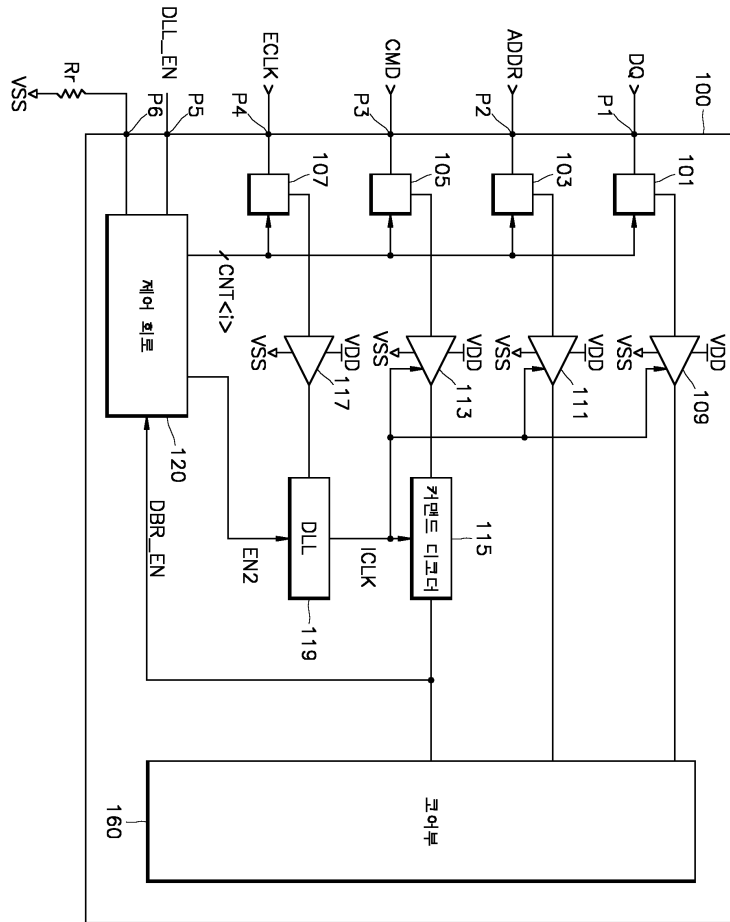 100
DQ
P1
101
VDD
109
VSS
ADDR
P2
103
VDD
111
VSS
CMD
P3
105
VDD
113
VSS
커맨드 디코더
115
코어부
160
ICLK
ECLK
P4
107
VDD
117
VSS
DLL
119
CNT<i>
EN2
DLL_EN
P5
P6
제어 회로
120
DBR_EN
Rr
VSS